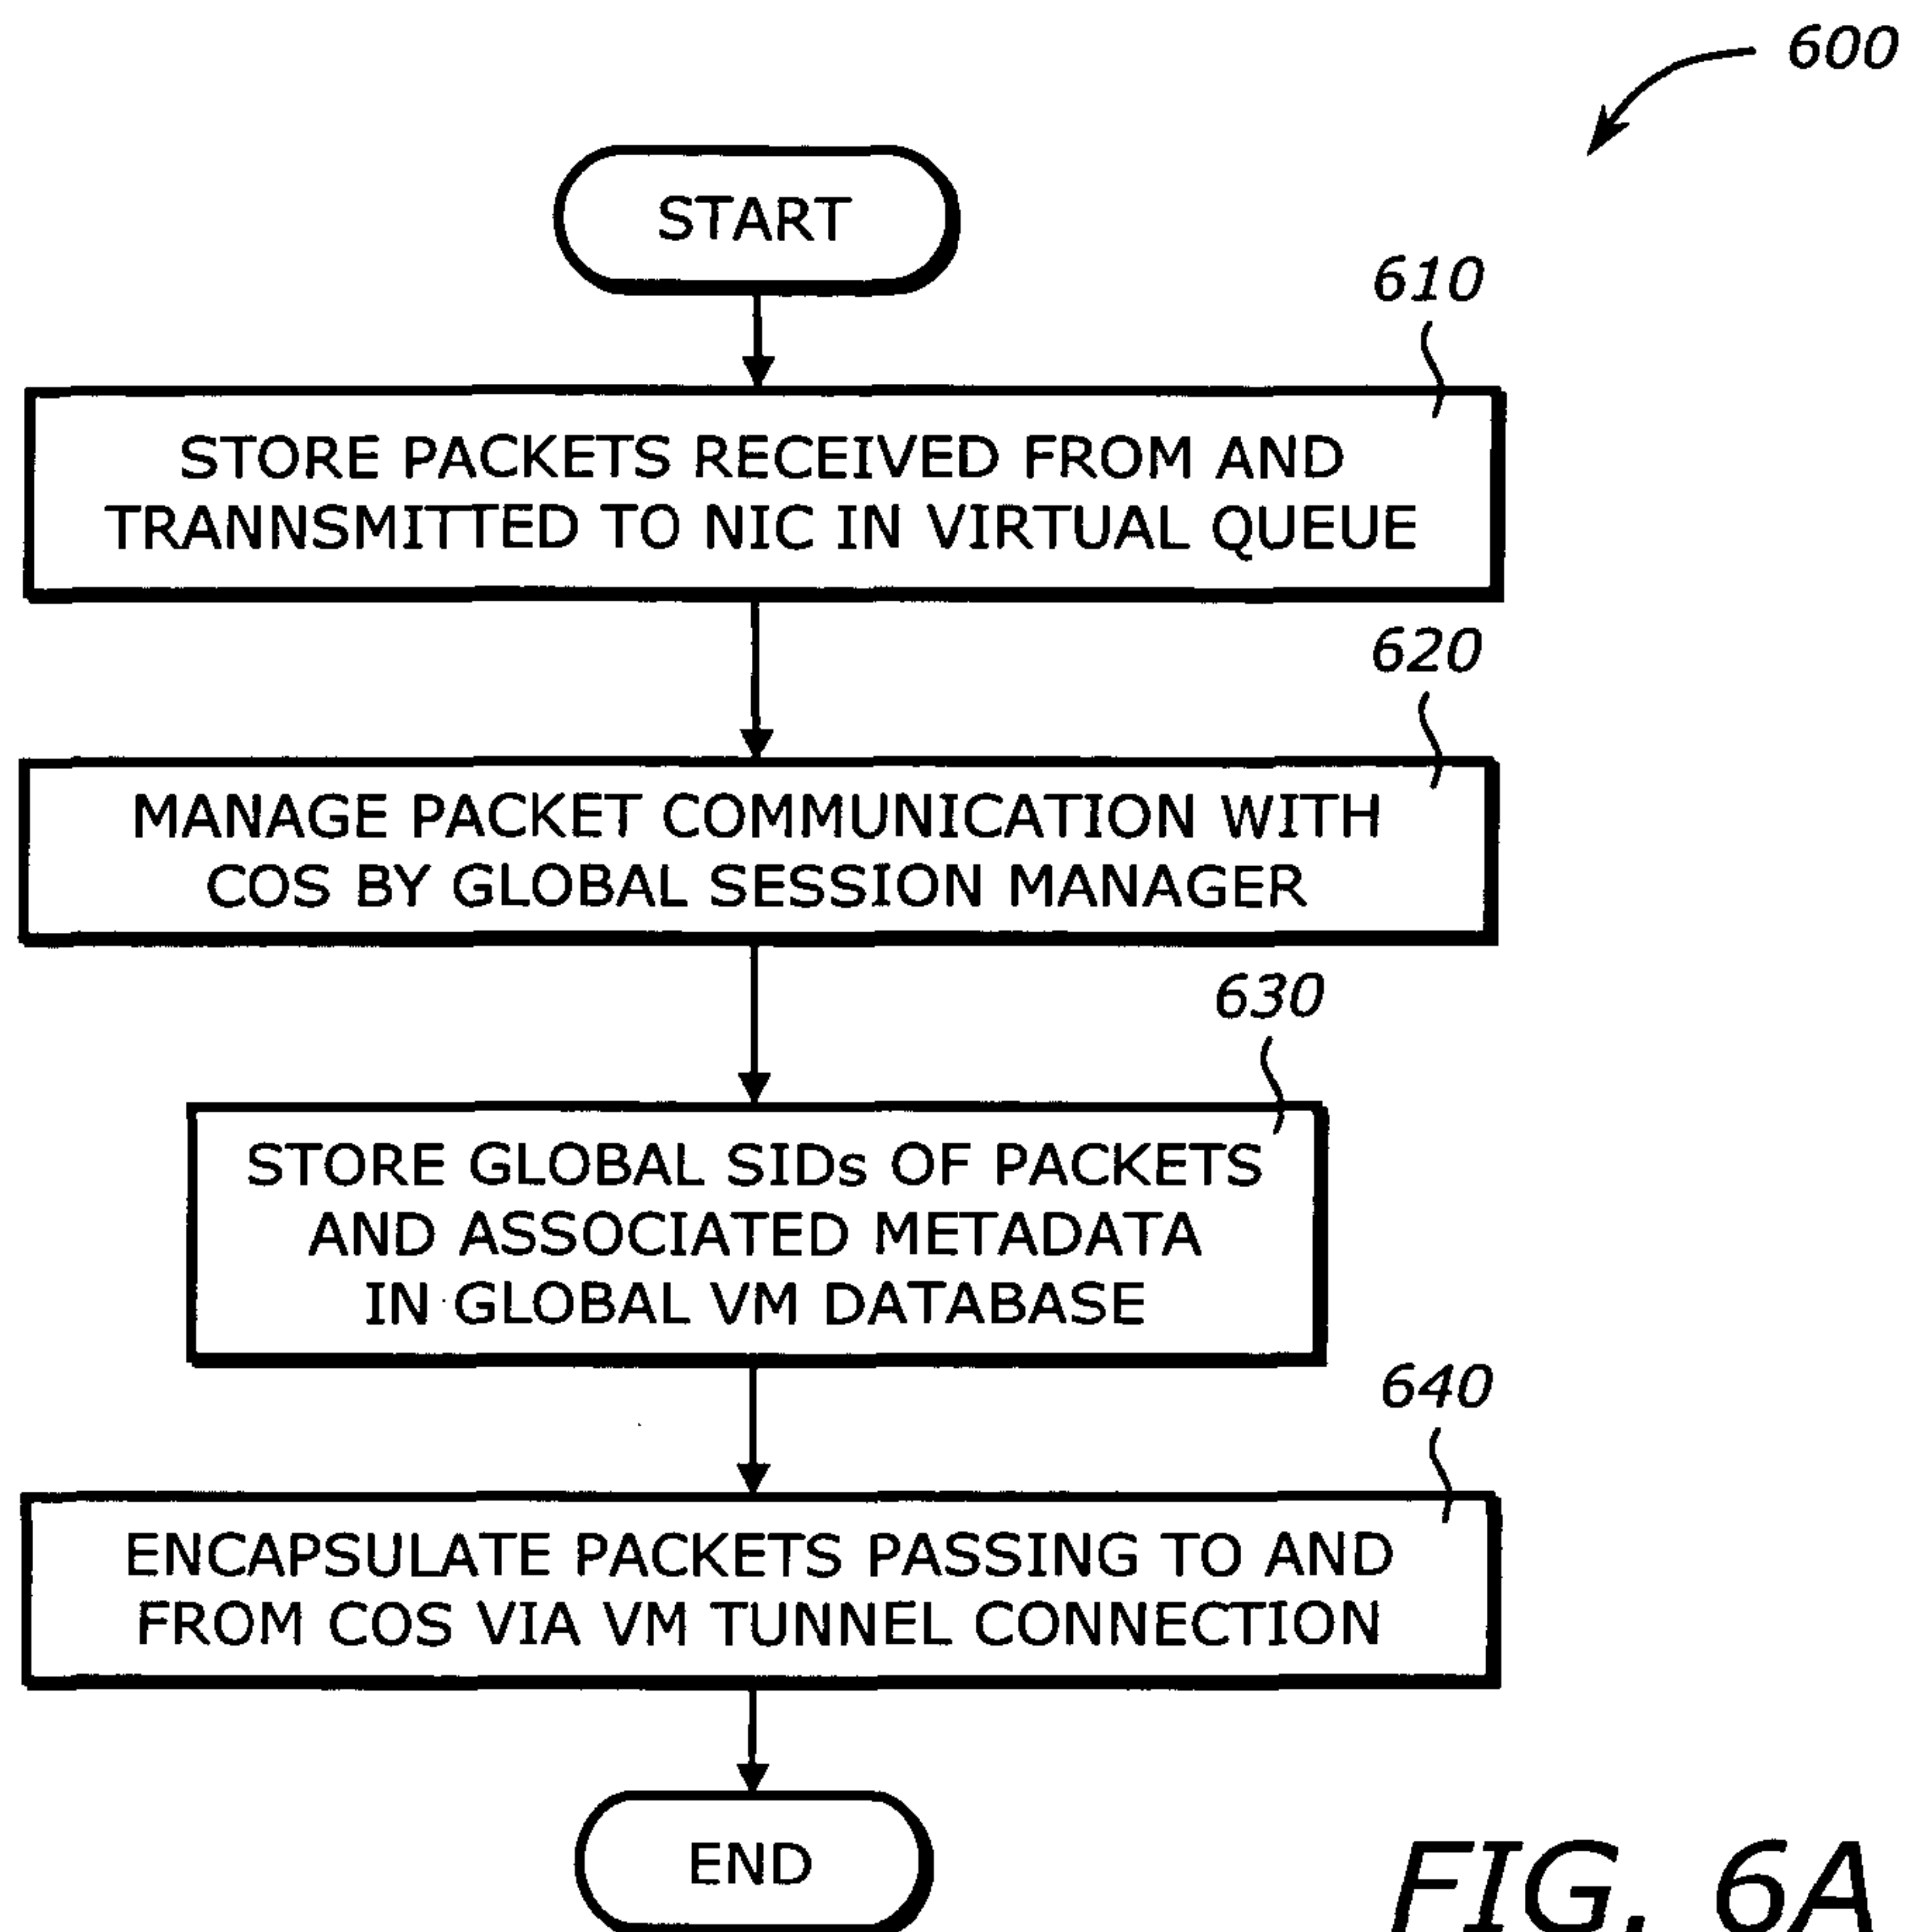 600
START
610
STORE PACKETS RECEIVED FROM AND
TRANNSMITTED TO NIC IN VIRTUAL QUEUE
620
MANAGE PACKET COMMUNICATION WITH
COS BY GLOBAL SESSION MANAGER
630
STORE GLOBAL SIDs OF PACKETS
AND ASSOCIATED METADATA
IN GLOBAL VM DATABASE
640
ENCAPSULATE PACKETS PASSING TO AND
FROM COS VIA VM TUNNEL CONNECTION
END
FIG. 6A